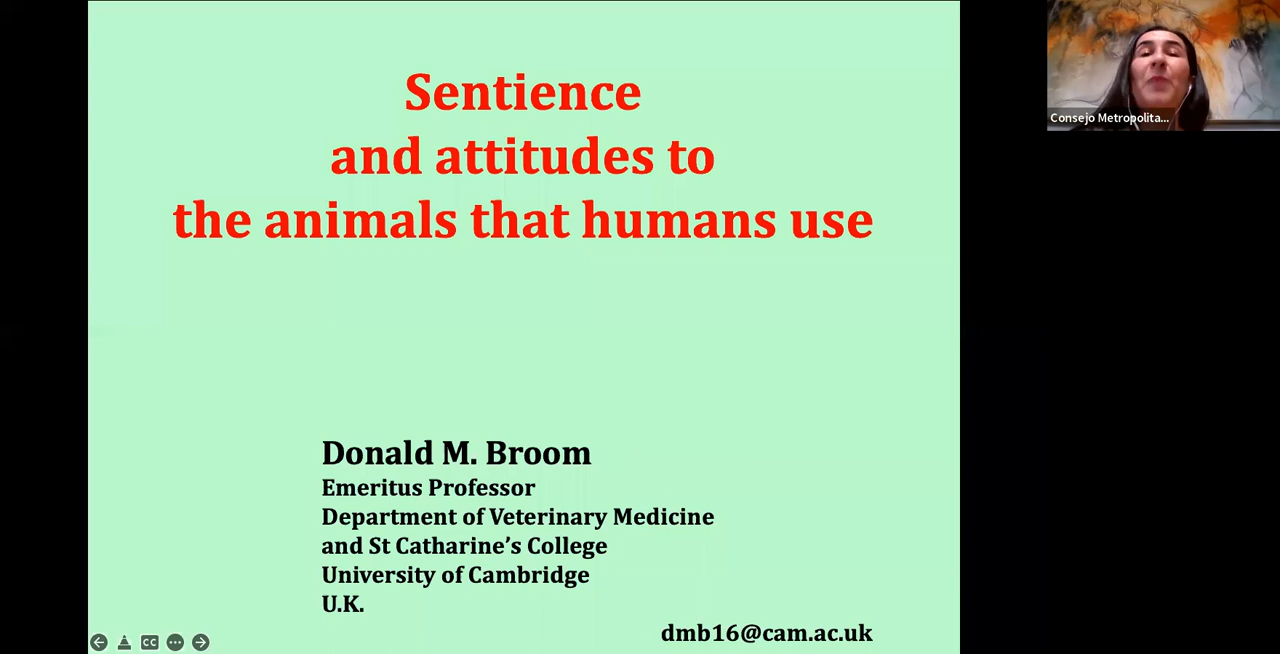 Sentience
and attitudes to
the animals that humans use
Consejo Metropolita...
Donald M. Broom
Emeritus Professor
Department of Veterinary Medicine
and St Catharine’s College
University of Cambridge
U.K.
dmb16@cam.ac.uk
CC